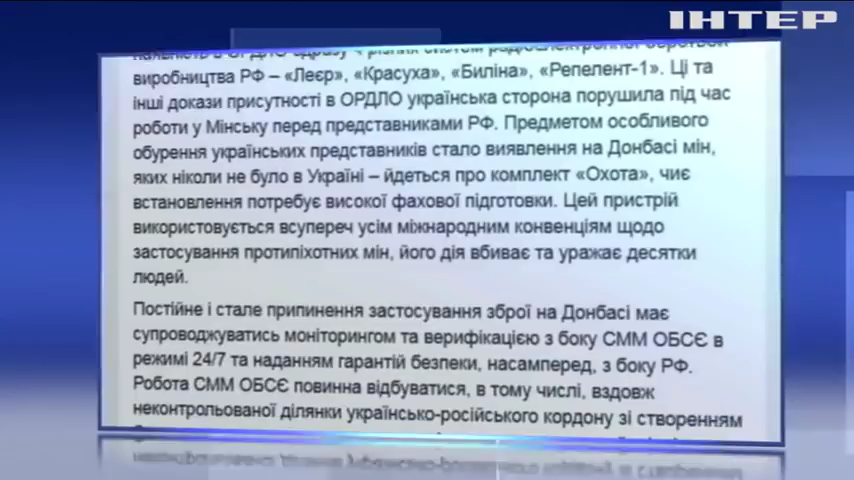 ІНТЕР
виробництва РФ – «Леєр», «Красуха», «Биліна», «Репелент-1». Ці та
інші докази присутності в ОРДЛО українська сторона порушила під час
роботи у Мінську перед представниками РФ. Предметом особливого
обурення українських представників стало виявлення на Донбасі мін,
яких ніколи не було в Україні – йдеться про комплект «Охота», чиє
встановлення потребує високої фахової підготовки. Цей пристрій
використовується всупереч усім міжнародним конвенціям щодо
застосування протипіхотних мін, його дія вбиває та уражає десятки
людей.
Постійне і стале припинення застосування зброї на Донбасі має
супроводжуватись моніторингом та верифікацією з боку СММ ОБСЄ в
режимі 24/7 та наданням гарантій безпеки, насамперед, з боку РФ.
Робота СММ ОБСЄ повинна відбуватися, в тому числі, вздовж
неконтрольованої ділянки українсько-російського кордону зі створенням